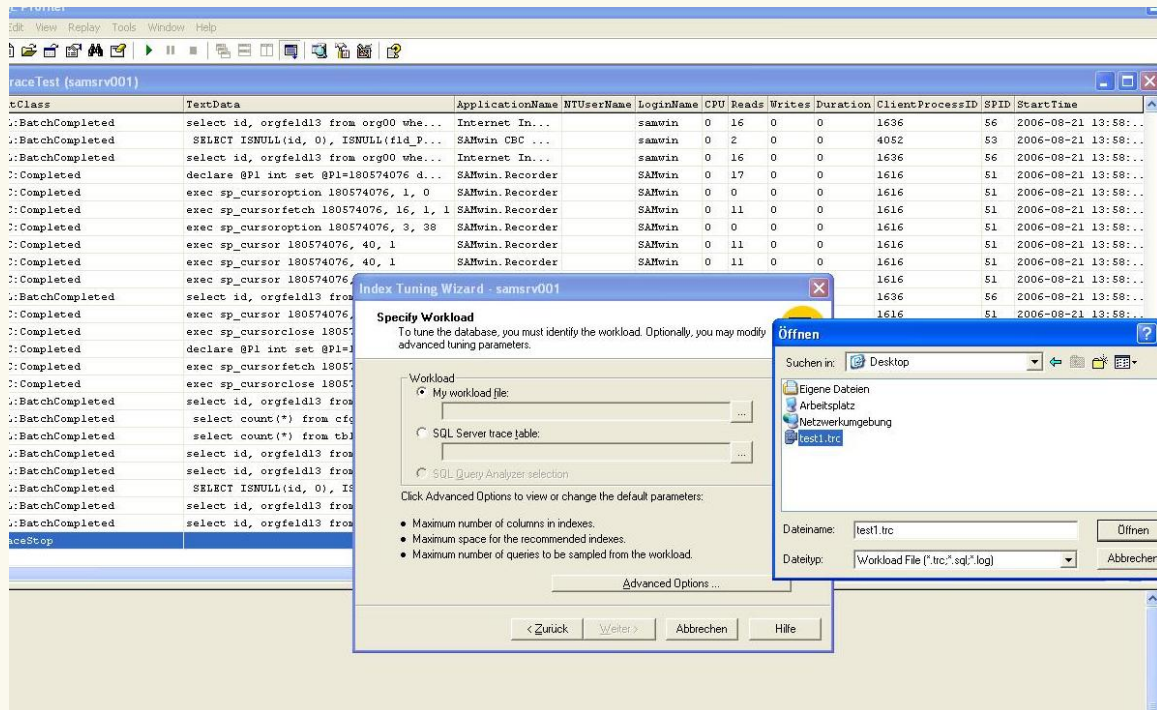 Edit View Replay Tools Window Help
raceTest (samsrv001)
tClass TextData ApplicationName NTUserName LoginName CPU Reads Writes Duration ClientProcessID SPID StartTime
:BatchCompleted select id, orgfeld13 from org00 whe... Internet In... samwin 0 16 0 0 1636 56 2006-08-21 13:58:..
:BatchCompleted SELECT ISNULL(id, 0), ISNULL(fld_P... SAMwin CBC ... samwin 0 2 0 0 4052 53 2006-08-21 13:58:..
:BatchCompleted select id, orgfeld13 from org00 whe... Internet In... samwin 0 16 0 0 1636 56 2006-08-21 13:58:..
C:Completed declare @P1 int set @P1=180574076 d... SAMwin.Recorder SAMwin 0 17 0 0 1616 51 2006-08-21 13:58:..
C:Completed exec sp_cursoroption 180574076, 1, 0 SAMwin.Recorder SAMwin 0 0 0 0 1616 51 2006-08-21 13:58:..
C:Completed exec sp_cursorfetch 180574076, 16, 1, 1 SAMwin.Recorder SAMwin 0 11 0 0 1616 51 2006-08-21 13:58:..
C:Completed exec sp_cursoroption 180574076, 3, 38 SAMwin.Recorder SAMwin 0 0 0 0 1616 51 2006-08-21 13:58:..
C:Completed exec sp_cursor 180574076, 40, 1 SAMwin.Recorder SAMwin 0 11 0 0 1616 51 2006-08-21 13:58:..
C:Completed exec sp_cursor 180574076, 40, 1 SAMwin.Recorder SAMwin 0 11 0 0 1616 51 2006-08-21 13:58:..
C:Completed exec sp_cursor 180574076, 1616 51 2006-08-21 13:58:..
:BatchCompleted select id, orgfeld13 from 1636 56 2006-08-21 13:58:..
C:Completed exec sp_cursor 180574076, 1616 51 2006-08-21 13:58:..
C:Completed exec sp_cursorclose 18057
C:Completed declare @P1 int set @P1=1
C:Completed exec sp_cursorfetch 18057
C:Completed exec sp_cursorclose 18057
:BatchCompleted select id, orgfeld13 from
:BatchCompleted select count(*) from cfg
:BatchCompleted select count(*) from tbl
:BatchCompleted select id, orgfeld13 from
:BatchCompleted select id, orgfeld13 from
:BatchCompleted SELECT ISNULL(id, 0), IS
:BatchCompleted select id, orgfeld13 from
:BatchCompleted select id, orgfeld13 from
aceStop
Index Tuning Wizard - samsrv001
Specify Workload
To tune the database, you must identify the workload. Optionally, you may modify
advanced tuning parameters.
Workload
My workload file:
...
SQL Server trace table:
...
SQL Query Analyzer selection
Click Advanced Options to view or change the default parameters:
• Maximum number of columns in indexes.
• Maximum space for the recommended indexes.
• Maximum number of queries to be sampled from the workload.
Advanced Options ...
< Zurück Weiter > Abbrechen Hilfe
Öffnen
Suchen in: Desktop
Eigene Dateien
Arbeitsplatz
Netzwerkumgebung
test1.trc
Dateiname: test1.trc Öffnen
Dateityp: Workload File (*.trc;*.sql;*.log) Abbrechen